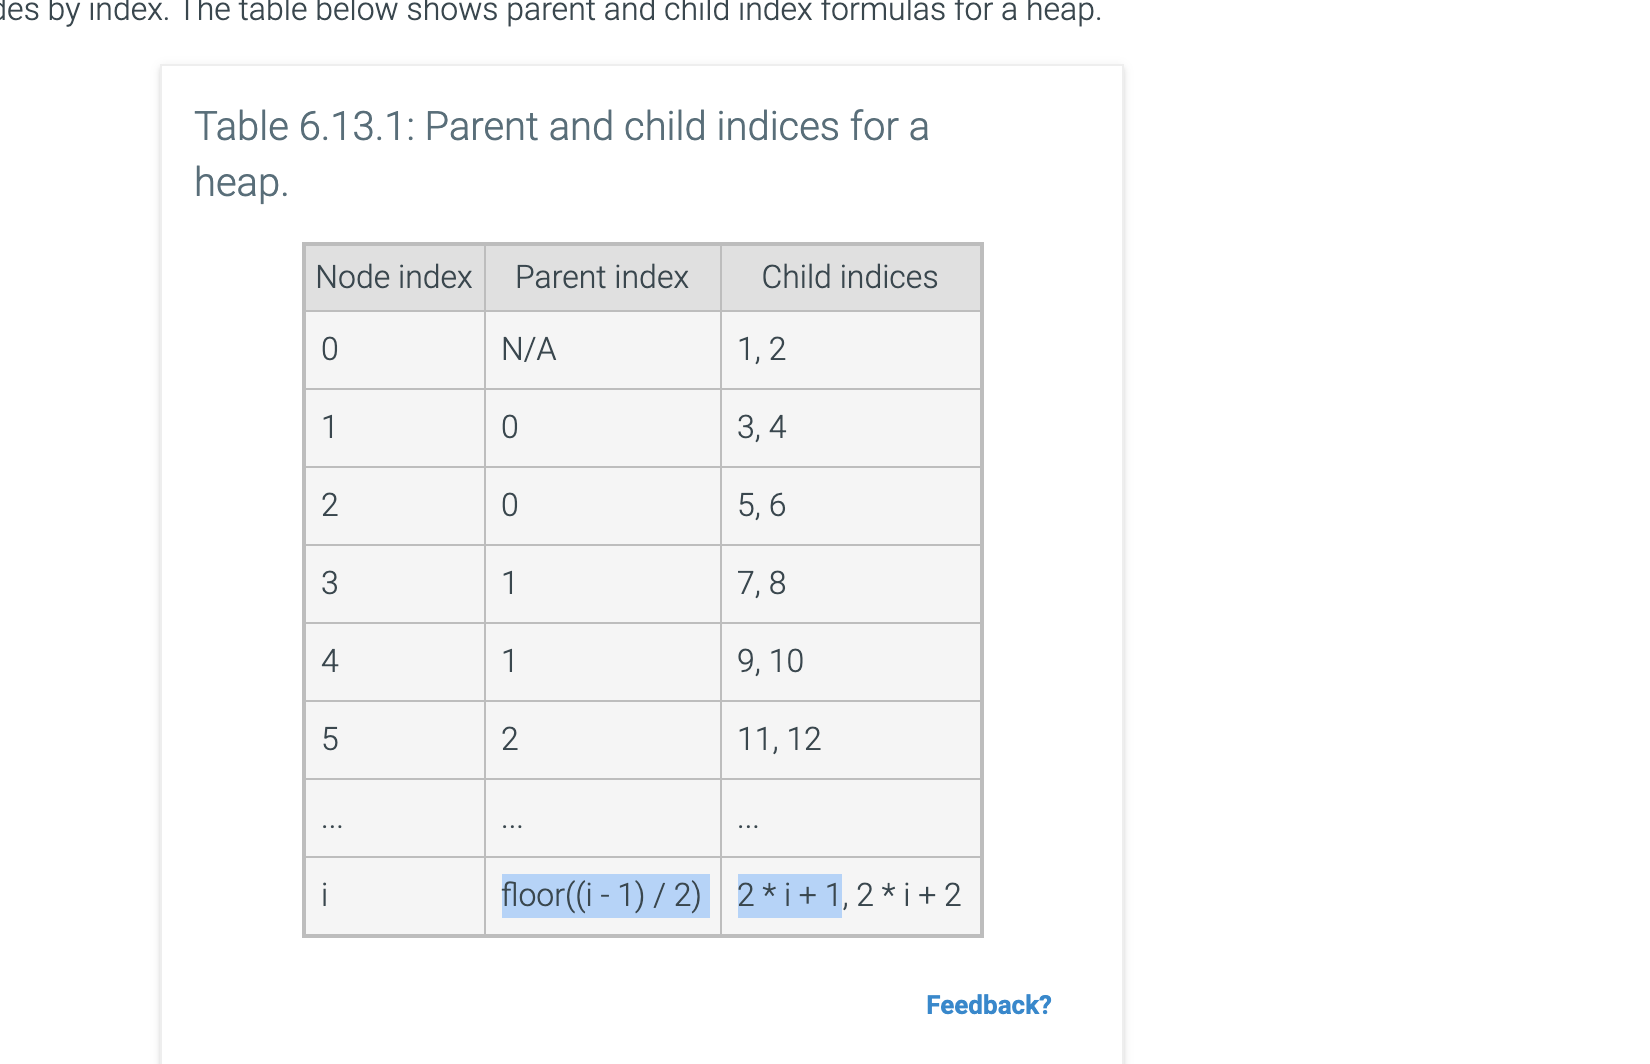 des by index. The table below shows parent and child index formulas for a heap.
Table 6.13.1: Parent and child indices for a
heap.
Node index Parent index Child indices
0 N/A 1, 2
1 0 3, 4
2 0 5, 6
3 1 7, 8
4 1 9, 10
5 2 11, 12
... ... ...
i floor((i - 1) / 2) 2 * i + 1, 2 * i + 2
Feedback?